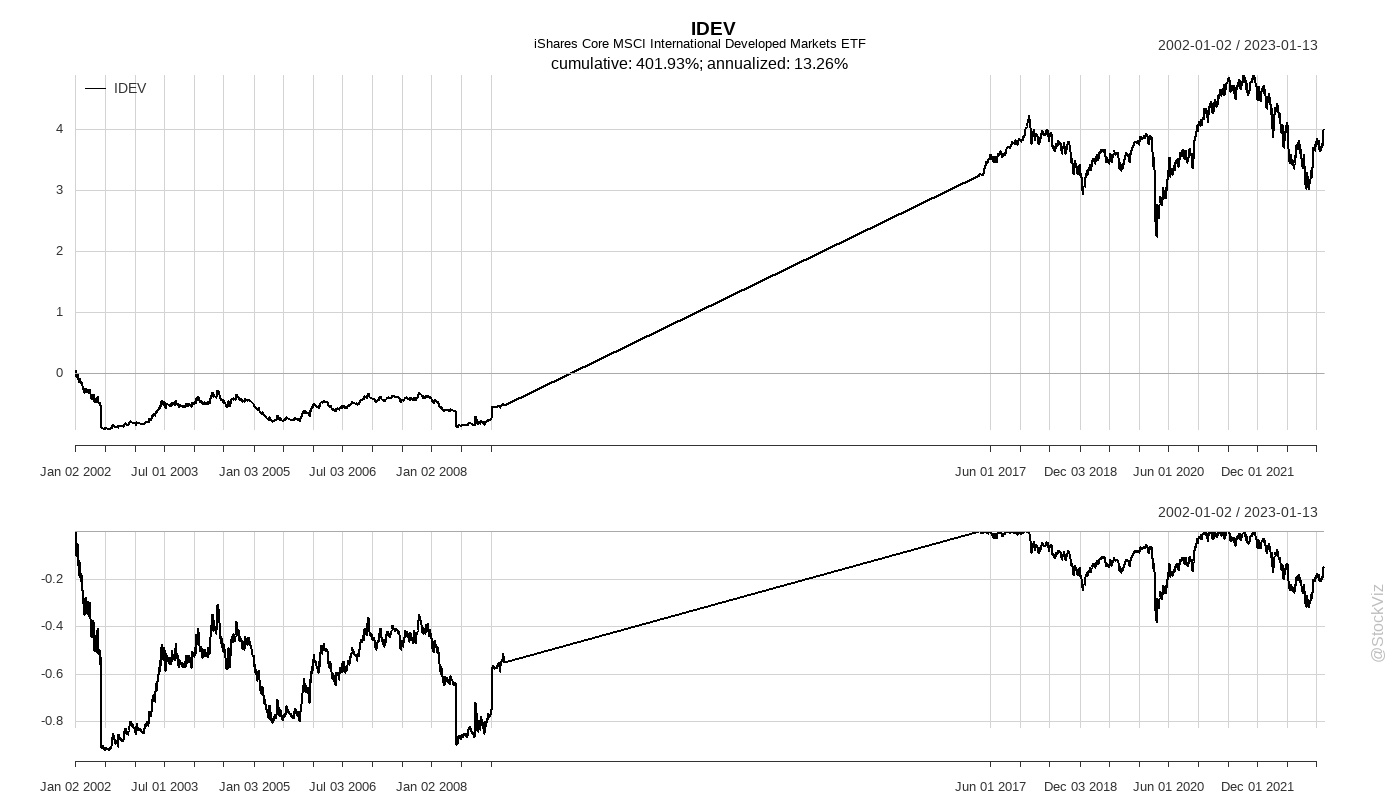 IDEV
iShares Core MSCI International Developed Markets ETF
cumulative: 401.93%; annualized: 13.26%
2002-01-02 / 2023-01-13
IDEV
4
3
2
1
0
Jan 02 2002 Jul 01 2003 Jan 03 2005 Jul 03 2006 Jan 02 2008 Jun 01 2017 Dec 03 2018 Jun 01 2020 Dec 01 2021
2002-01-02 / 2023-01-13
-0.2
-0.4
-0.6
-0.8
Jan 02 2002 Jul 01 2003 Jan 03 2005 Jul 03 2006 Jan 02 2008 Jun 01 2017 Dec 03 2018 Jun 01 2020 Dec 01 2021
@StockViz